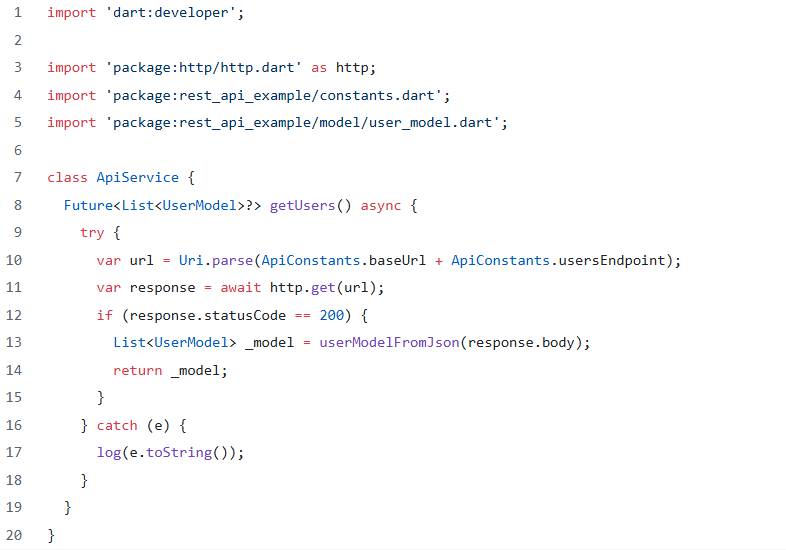 1 import 'dart:developer';
2
3 import 'package:http/http.dart' as http;
4 import 'package:rest_api_example/constants.dart';
5 import 'package:rest_api_example/model/user_model.dart';
6
7 class ApiService {
8   Future<List<UserModel>?> getUsers() async {
9     try {
10       var url = Uri.parse(ApiConstants.baseUrl + ApiConstants.usersEndpoint);
11       var response = await http.get(url);
12       if (response.statusCode == 200) {
13         List<UserModel> _model = userModelFromJson(response.body);
14         return _model;
15       }
16     } catch (e) {
17       log(e.toString());
18     }
19   }
20 }